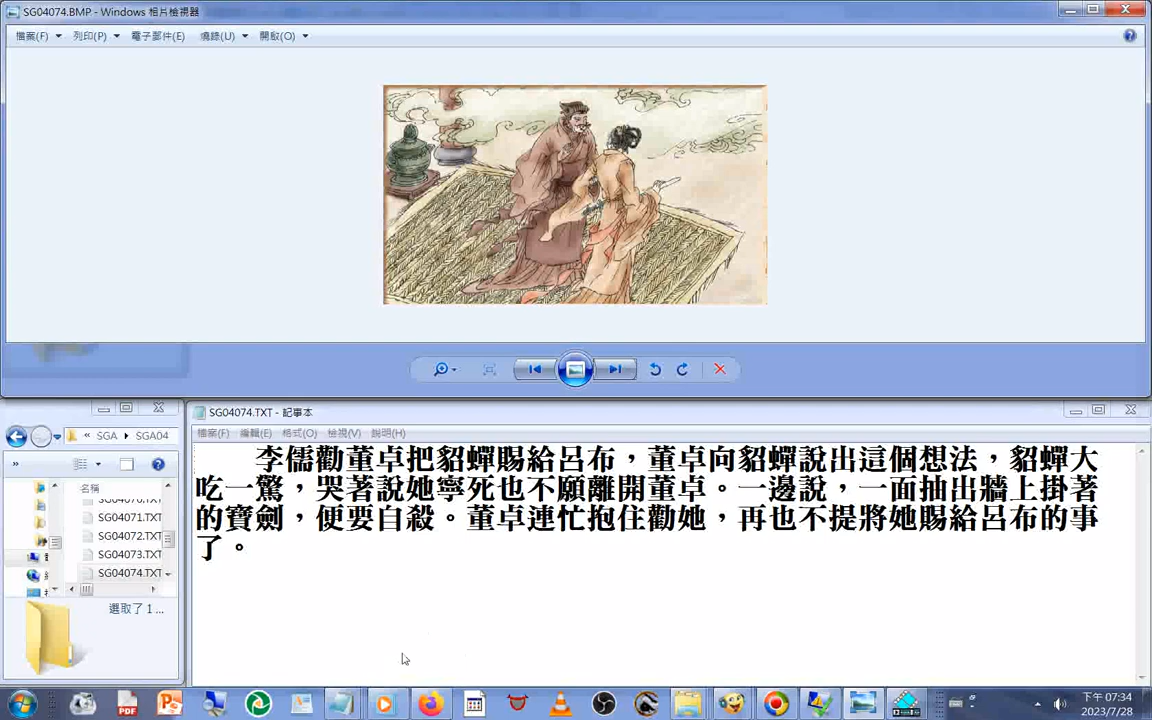 SG04074.BMP - Windows 相片檢視器
檔案(F) 列印(P) 電子郵件(E) 燒錄(U) 開啟(O)
« SGA SGA04
SG04074.TXT - 記事本
» 
檔案(F) 編輯(E) 格式(O) 檢視(V) 說明(H)
名稱
SG04070.TXT
SG04071.TXT
SG04072.TXT
SG04073.TXT
SG04074.TXT
選取了 1 ...
李儒勸董卓把貂蟬賜給呂布，董卓向貂蟬說出這個想法，貂蟬大
吃一驚，哭著說她寧死也不願離開董卓。一邊說，一面抽出牆上掛著
的寶劍，便要自殺。董卓連忙抱住勸她，再也不提將她賜給呂布的事
了。
PDF
下午 07:34
2023/7/28